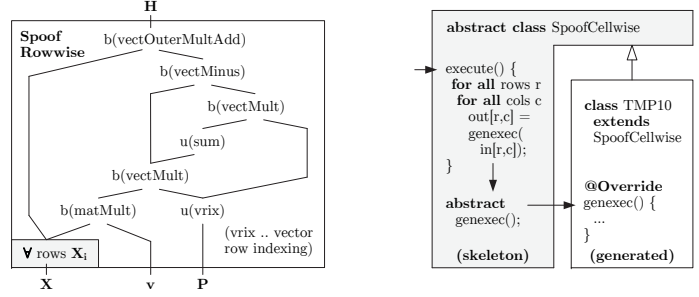 H
Spoof
Rowwise
b(vectOuterMultAdd)
b(vectMinus)
b(vectMult)
u(sum)
b(vectMult)
b(matMult)
u(vrix)
(vrix .. vector
row indexing)
∀ rows Xi
X
v
P
abstract class SpoofCellwise
execute() {
for all rows r
for all cols c
out[r,c] =
genexec(
in[r,c]);
}
abstract
genexec();
(skeleton)
class TMP10
extends
SpoofCellwise
@Override
genexec() {
...
}
(generated)